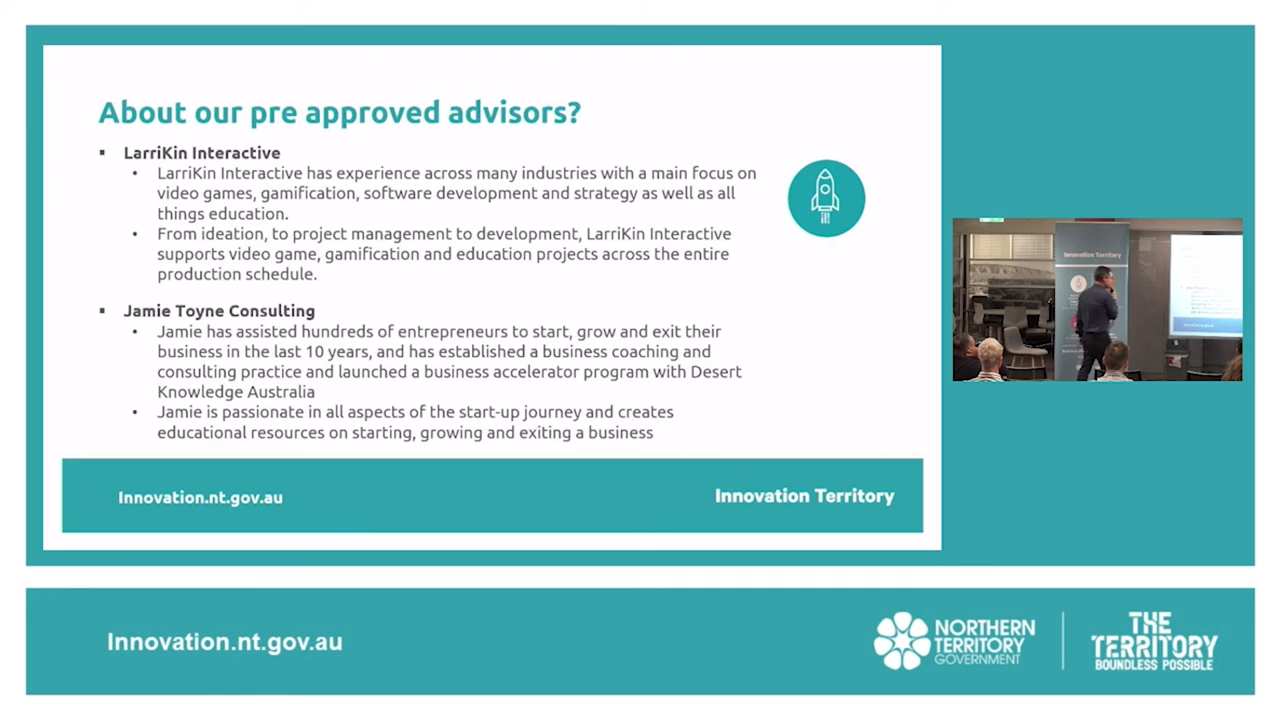 About our pre approved advisors?
▪ LarriKin Interactive
• LarriKin Interactive has experience across many industries with a main focus on
video games, gamification, software development and strategy as well as all
things education.
• From ideation, to project management to development, LarriKin Interactive
supports video game, gamification and education projects across the entire
production schedule.
▪ Jamie Toyne Consulting
• Jamie has assisted hundreds of entrepreneurs to start, grow and exit their
business in the last 10 years, and has established a business coaching and
consulting practice and launched a business accelerator program with Desert
Knowledge Australia
• Jamie is passionate in all aspects of the start-up journey and creates
educational resources on starting, growing and exiting a business
Innovation.nt.gov.au
Innovation Territory
Innovation Territory
Innovation.nt.gov.au
NORTHERN
TERRITORY
GOVERNMENT
THE
TERRITORY
BOUNDLESS POSSIBLE